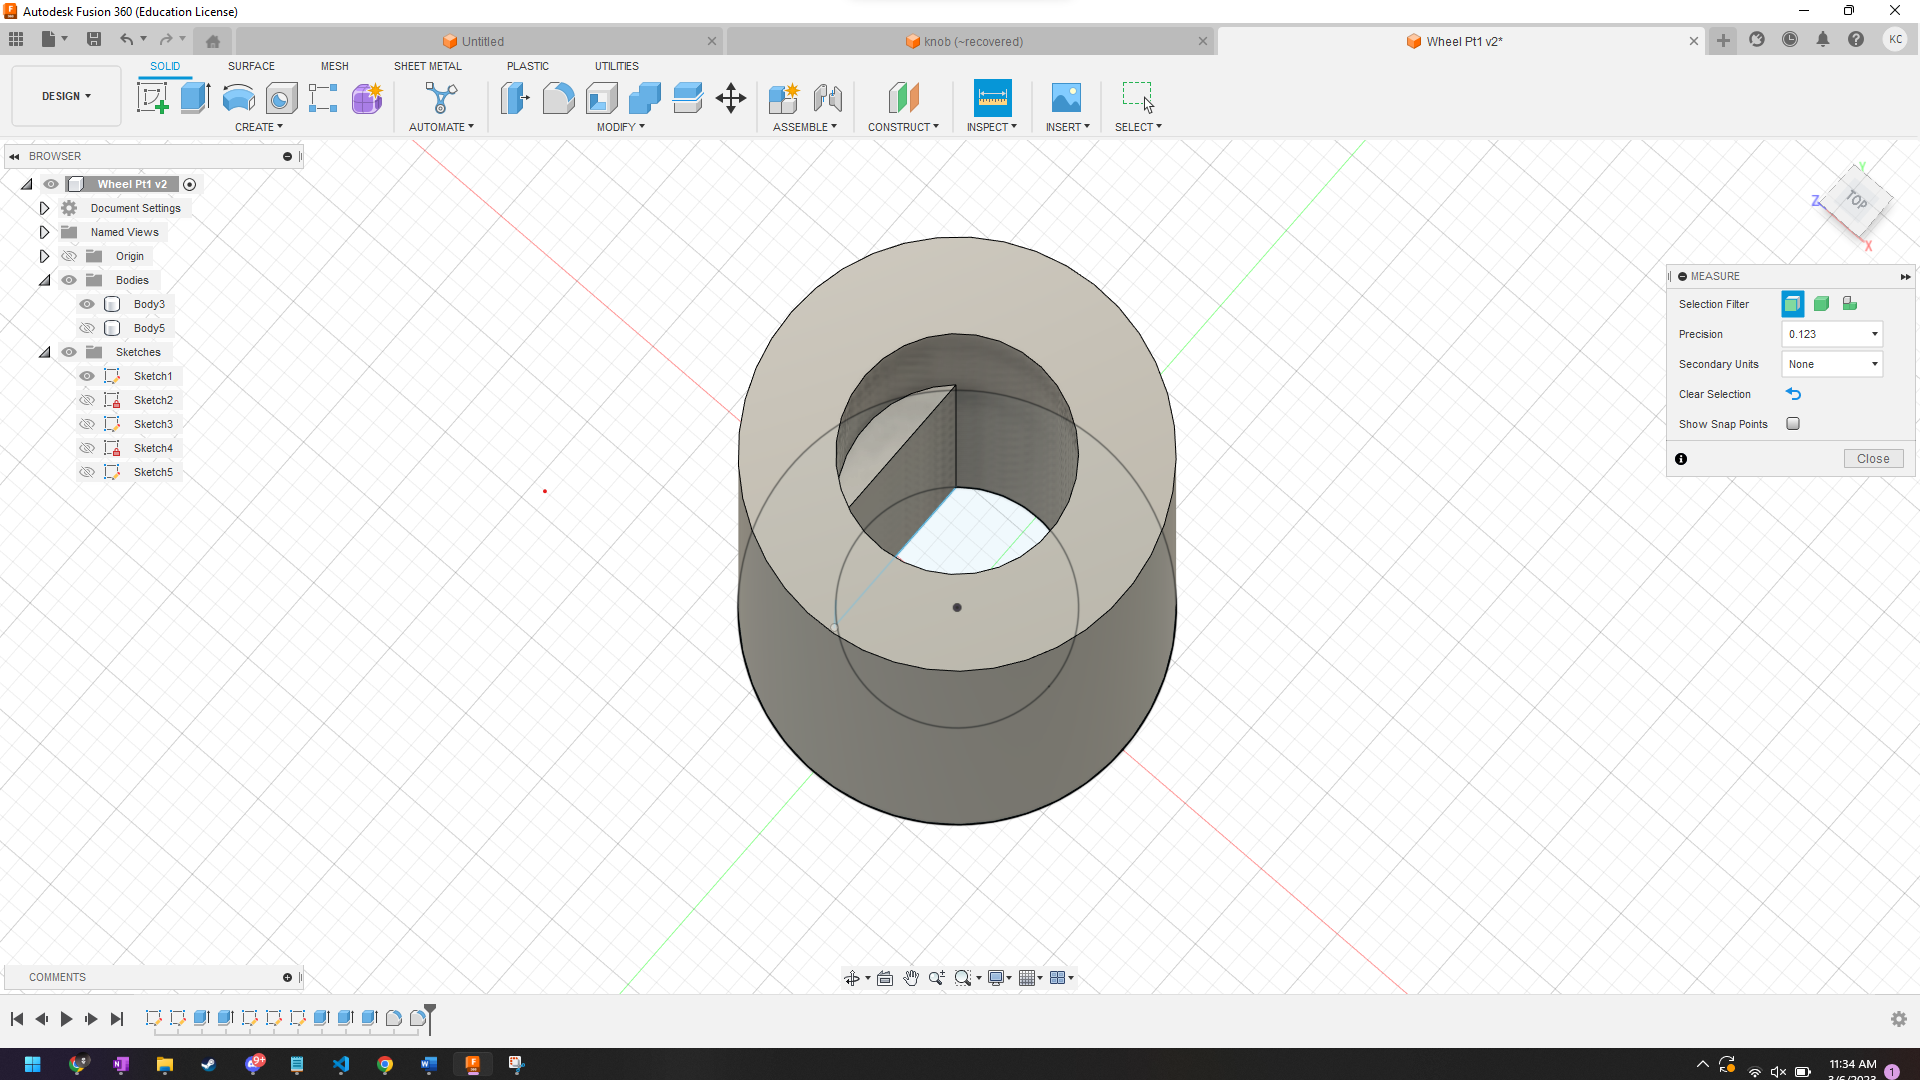 Autodesk Fusion 360 (Education License)
Untitled
knob (~recovered)
Wheel Pt1 v2*
KC
SOLID SURFACE MESH SHEET METAL PLASTIC UTILITIES
DESIGN
CREATE AUTOMATE MODIFY ASSEMBLE CONSTRUCT INSPECT INSERT SELECT
BROWSER
Wheel Pt1 v2
Document Settings
Named Views
Origin
Bodies
Body3
Body5
Sketches
Sketch1
Sketch2
Sketch3
Sketch4
Sketch5
Y
Z
TOP
X
MEASURE
Selection Filter
Precision 0.123
Secondary Units None
Clear Selection
Show Snap Points
Close
COMMENTS
9+
11:34 AM
3/6/2023
1